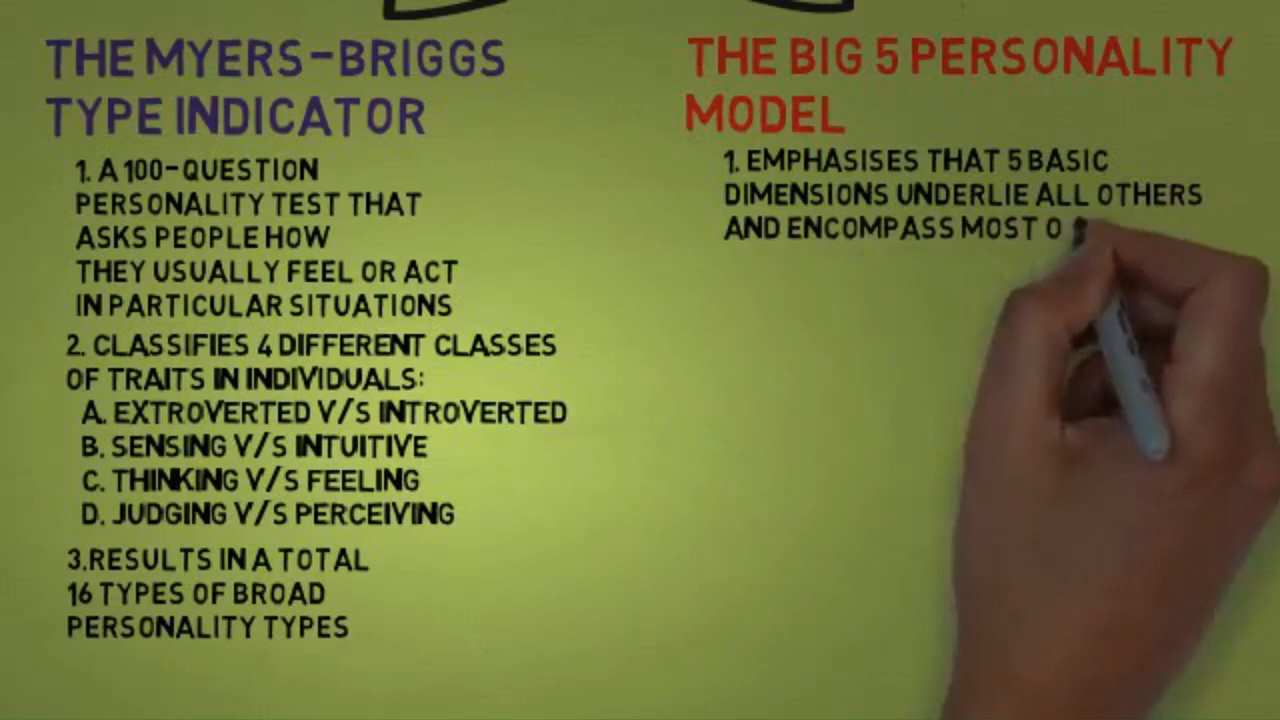 THE MYERS-BRIGGS
TYPE INDICATOR
1. A 100-QUESTION
PERSONALITY TEST THAT
ASKS PEOPLE HOW
THEY USUALLY FEEL OR ACT
IN PARTICULAR SITUATIONS
2. CLASSIFIES 4 DIFFERENT CLASSES
OF TRAITS IN INDIVIDUALS:
A. EXTROVERTED V/S INTROVERTED
B. SENSING V/S INTUITIVE
C. THINKING V/S FEELING
D. JUDGING V/S PERCEIVING
3.RESULTS IN A TOTAL
16 TYPES OF BROAD
PERSONALITY TYPES
THE BIG 5 PERSONALITY
MODEL
1. EMPHASISES THAT 5 BASIC
DIMENSIONS UNDERLIE ALL OTHERS
AND ENCOMPASS MOST O